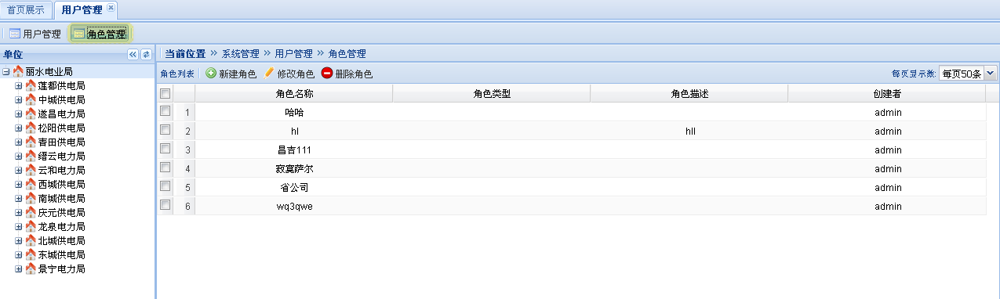 首页展示 用户管理
用户管理 角色管理
单位 当前位置 » 系统管理 » 用户管理 » 角色管理
丽水电业局
莲都供电局
中城供电局
遂昌电力局
松阳供电局
青田供电局
缙云电力局
云和电力局
西城供电局
南城供电局
庆元供电局
龙泉电力局
北城供电局
东城供电局
景宁电力局
角色列表 新建角色 修改角色 删除角色 每页显示数: 每页50条
角色名称 角色类型 角色描述 创建者
1 哈哈 admin
2 hl hll admin
3 昌吉111 admin
4 寂寞萨尔 admin
5 省公司 admin
6 wq3qwe admin